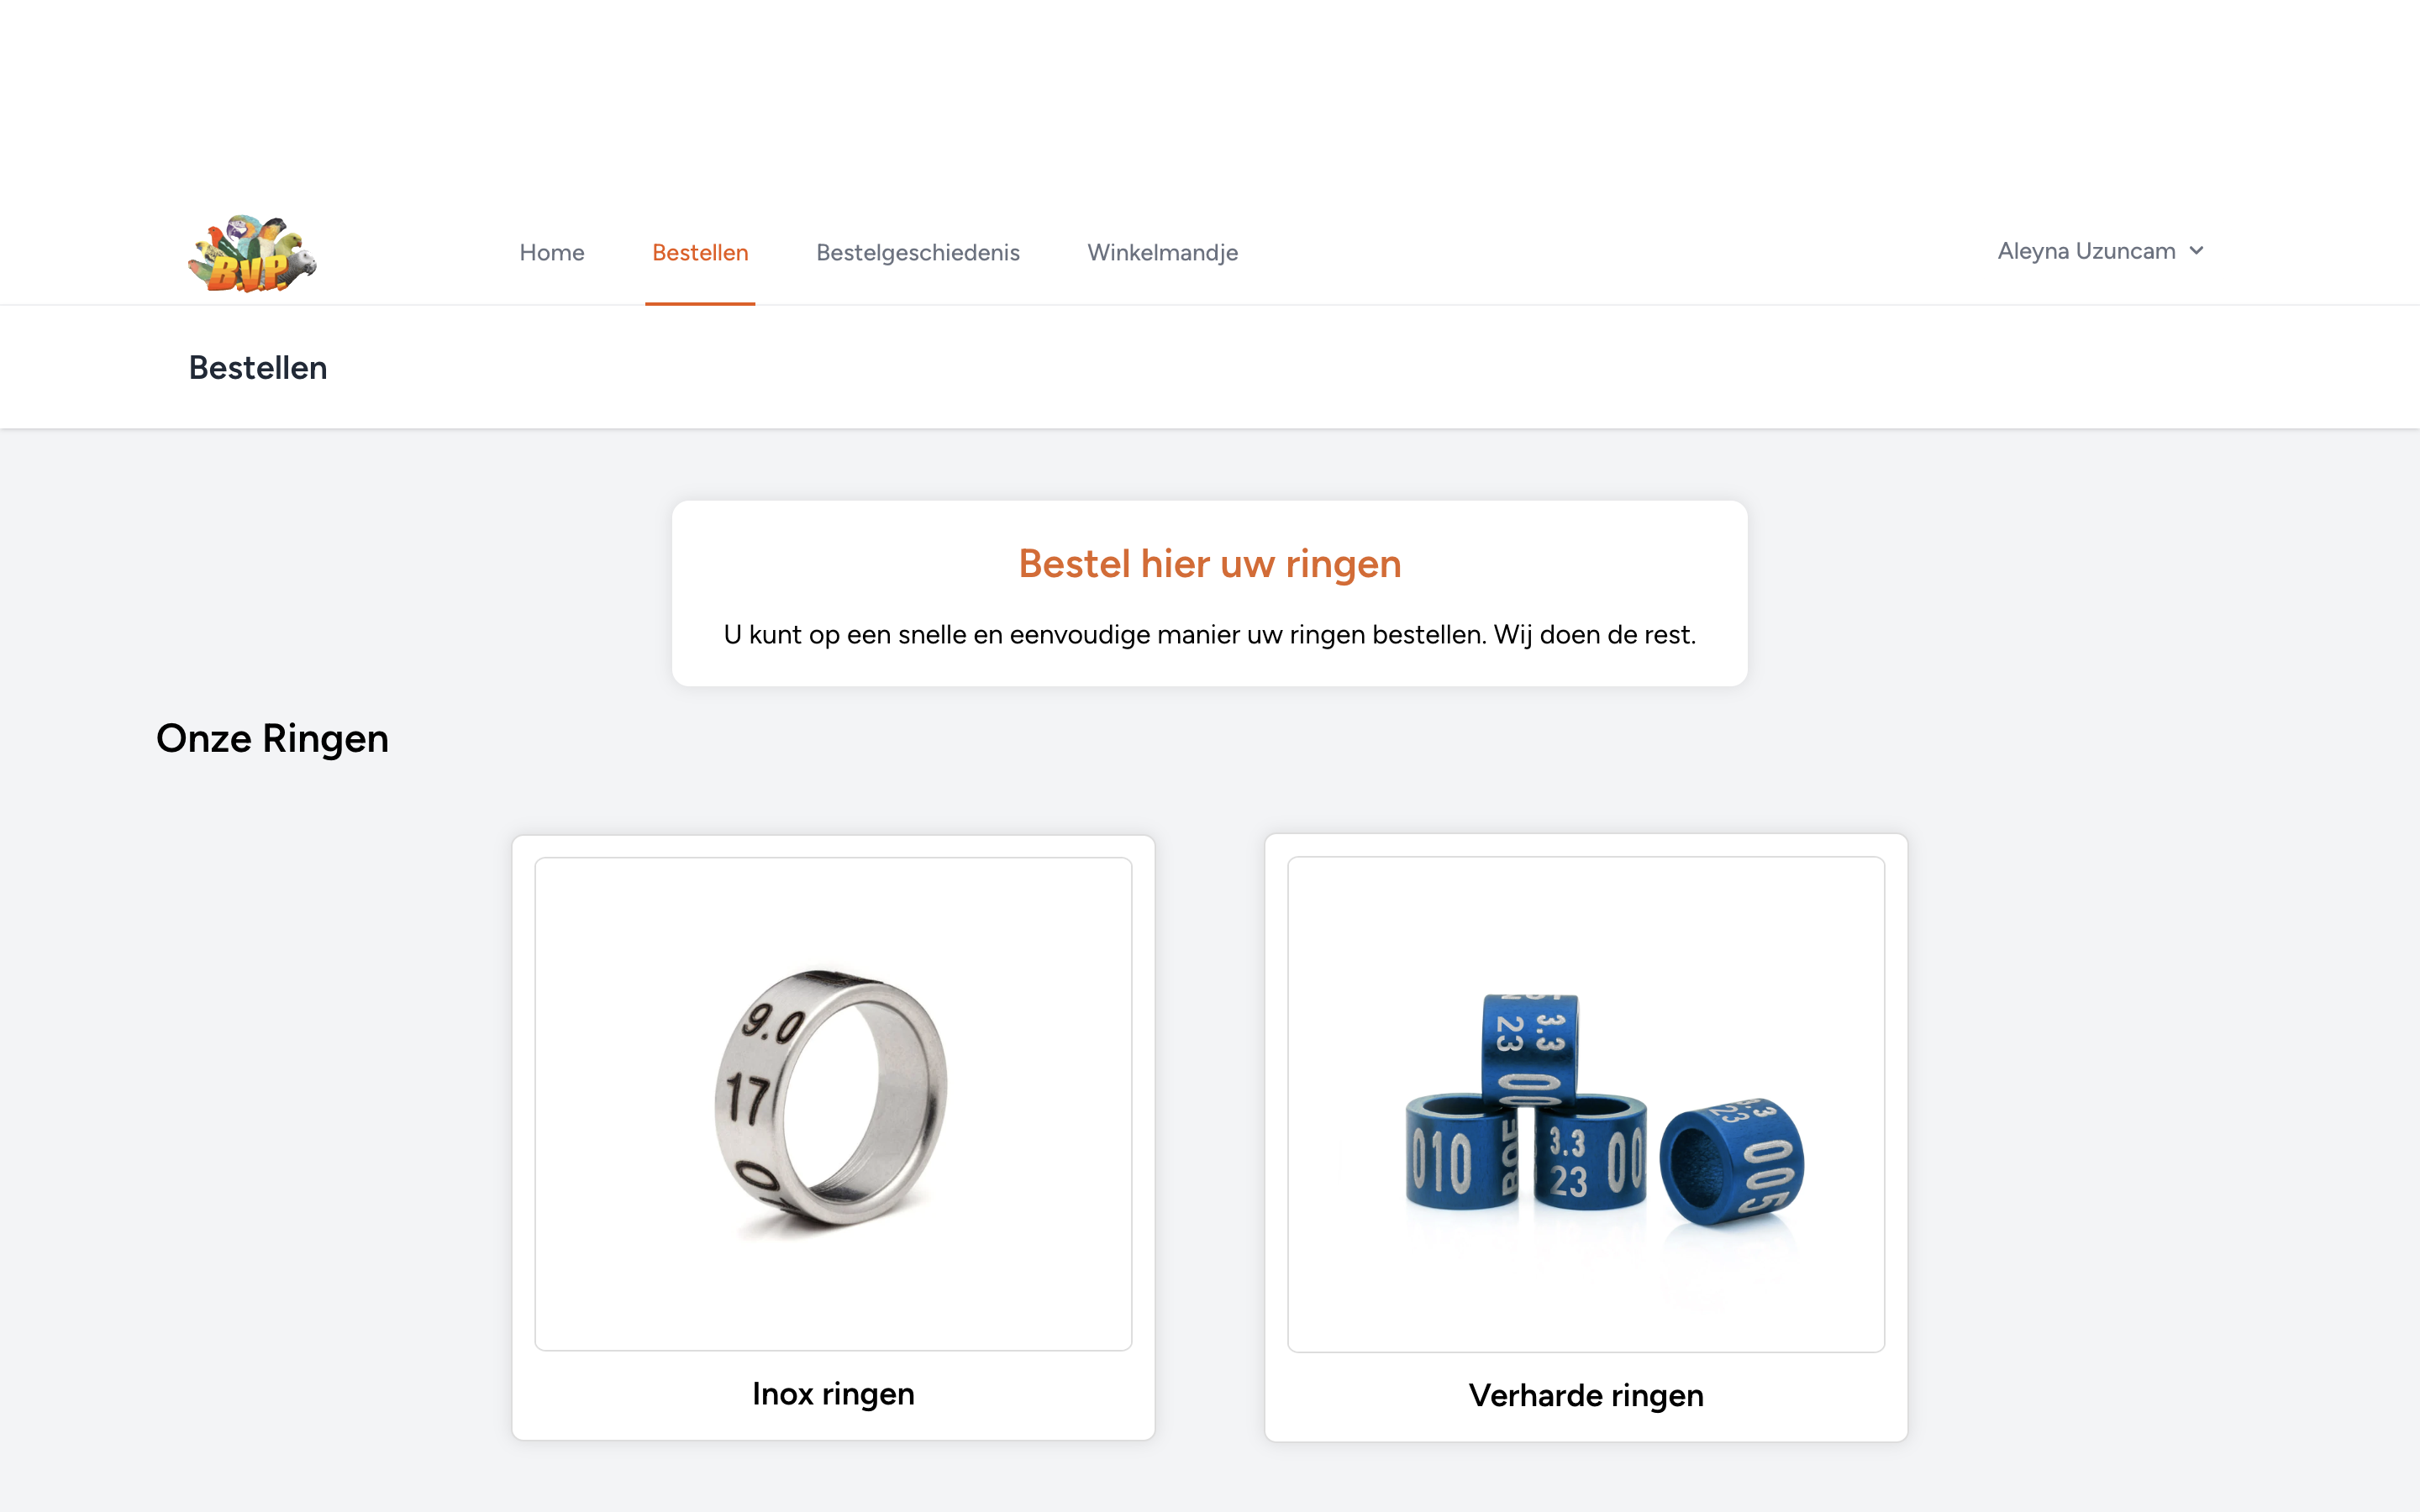 B.V.P.
Home
Bestellen
Bestelgeschiedenis
Winkelmandje
Aleyna Uzuncam
Bestellen
Bestel hier uw ringen
U kunt op een snelle en eenvoudige manier uw ringen bestellen. Wij doen de rest.
Onze Ringen
9.0
17
3.3
23
00
010
BOE
3.3
23
00
3.3
23
005
Inox ringen
Verharde ringen